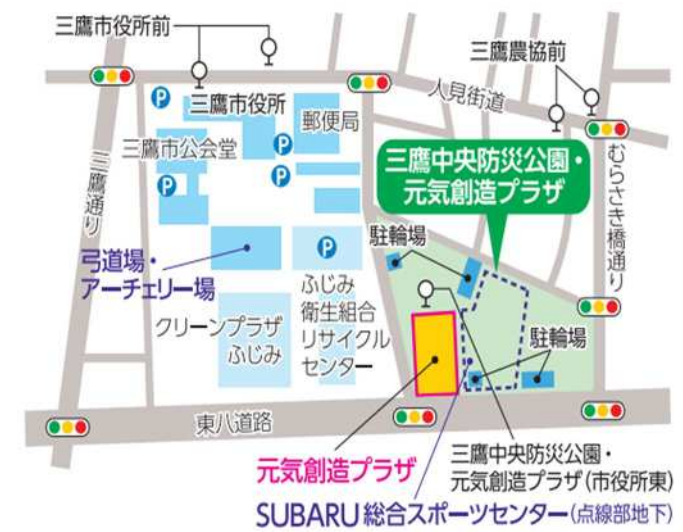 三鷹市役所前
三鷹農協前
人見街道
三鷹市役所
郵便局
三鷹市公会堂
三鷹中央防災公園・
元気創造プラザ
むらさき橋通り
三鷹通り
P
P
P
P
P
駐輪場
弓道場・
アーチェリー場
ふじみ
衛生組合
リサイクル
センター
クリーンプラザ
ふじみ
駐輪場
東八道路
元気創造プラザ
三鷹中央防災公園・
元気創造プラザ(市役所東)
SUBARU総合スポーツセンター(点線部地下)